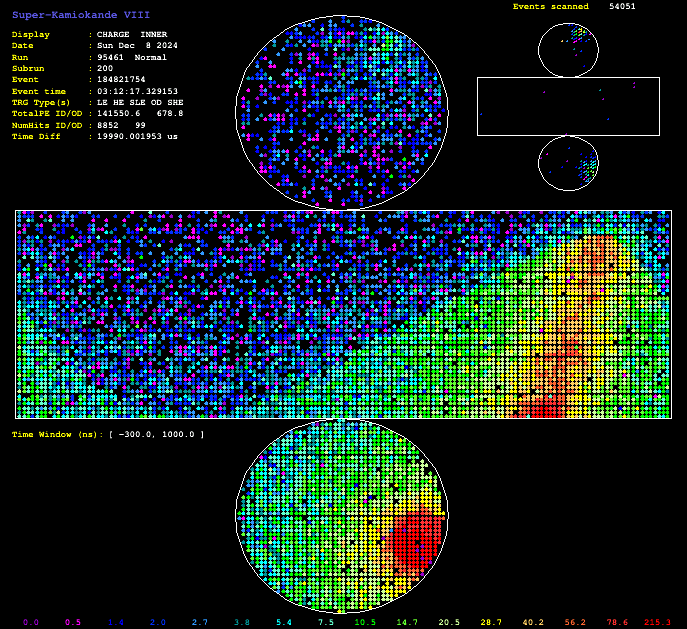 Super-Kamiokande VIII
Events scanned 54051
Display : CHARGE INNER
Date : Sun Dec 8 2024
Run : 95461 Normal
Subrun : 200
Event : 184821754
Event time : 03:12:17.329153
TRG Type(s) : LE HE SLE OD SHE
TotalPE ID/OD : 141550.6 678.8
NumHits ID/OD : 8852 99
Time Diff : 19990.001953 us
Time Window (ns): [ -300.0, 1000.0 ]
0.0 0.5 1.4 2.0 2.7 3.8 5.4 7.5 10.5 14.7 20.5 28.7 40.2 56.2 78.6 215.3